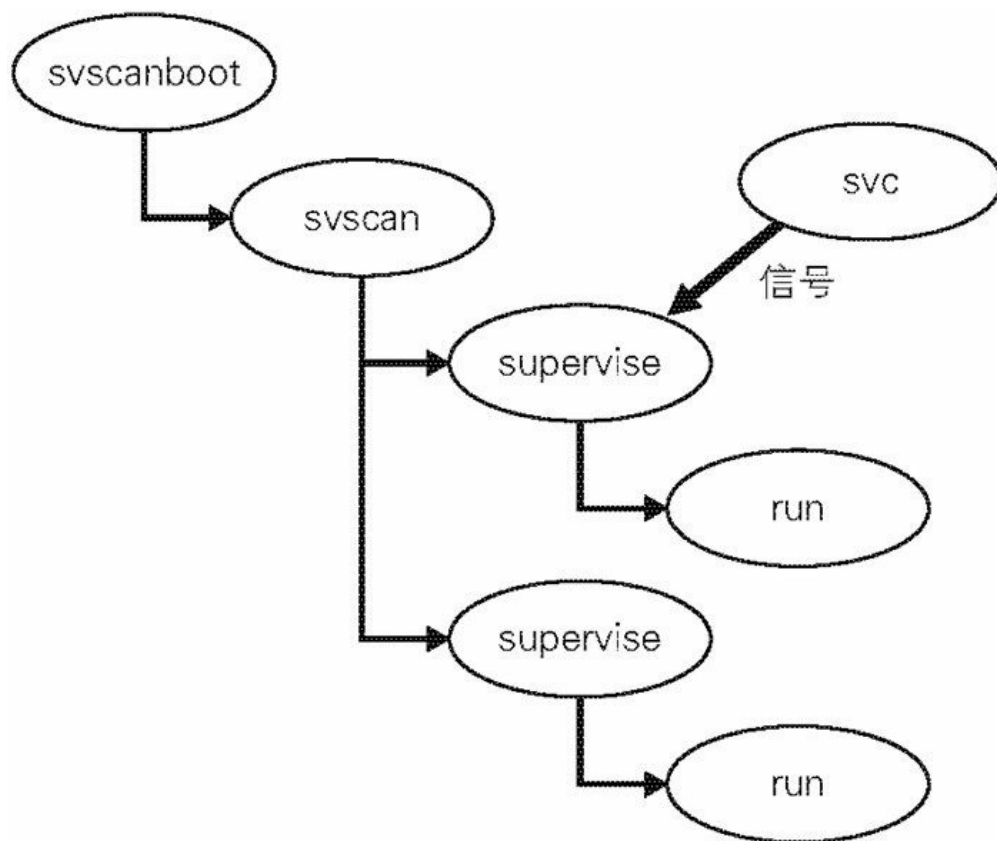 svscanboot
svc
svscan
信号
supervise
run
supervise
run